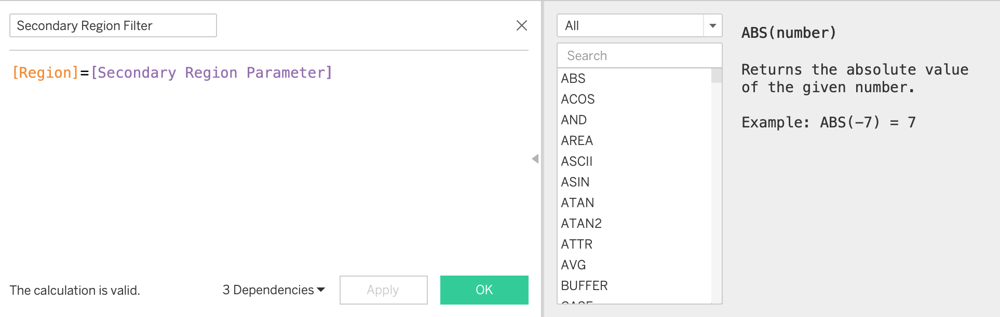 Secondary Region Filter
[Region]=[Secondary Region Parameter]
The calculation is valid.
3 Dependencies
Apply
OK
All
Search
ABS
ACOS
AND
AREA
ASCII
ASIN
ATAN
ATAN2
ATTR
AVG
BUFFER
ABS(number)
Returns the absolute value
of the given number.
Example: ABS(-7) = 7